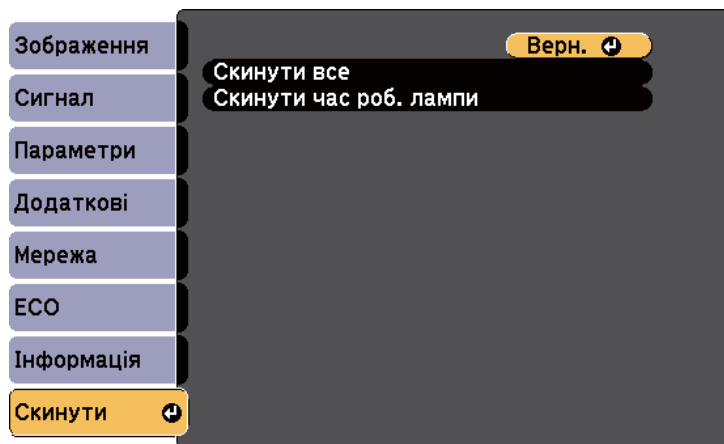 Зображення
Сигнал
Параметри
Додаткові
Мережа
ECO
Інформація
Скинути
Верн.
Скинути все
Скинути час роб. лампи